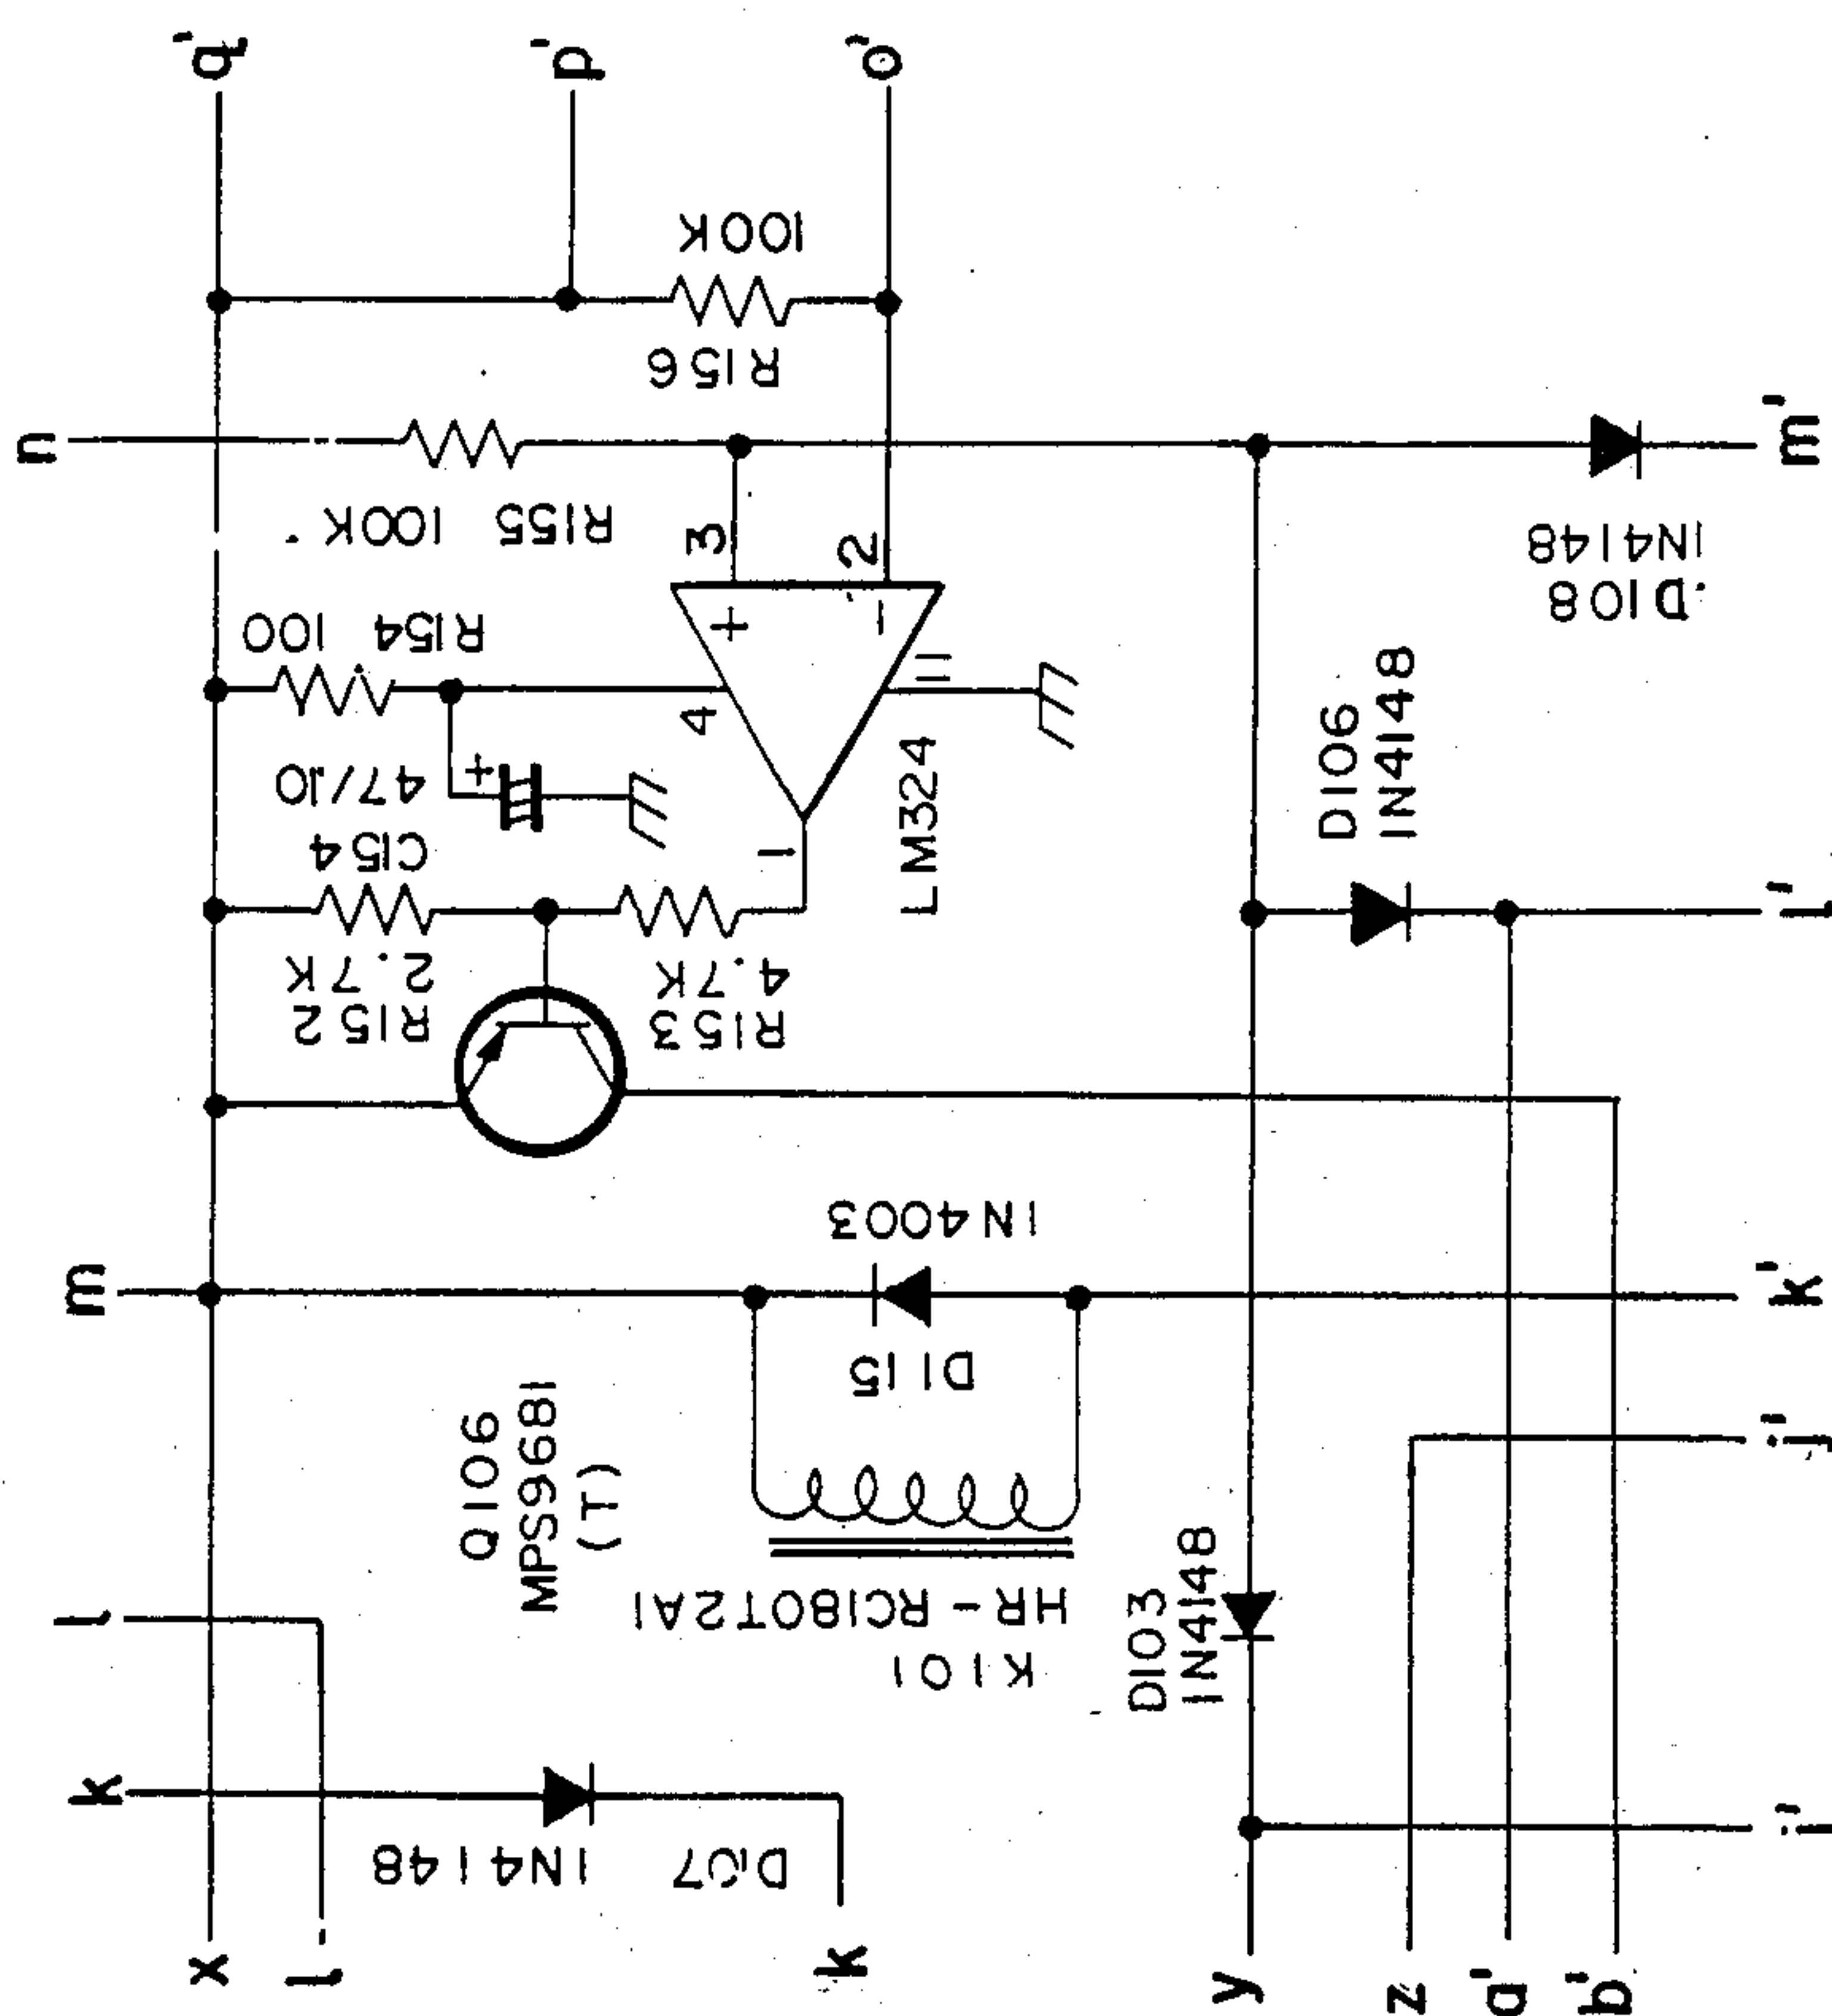 q'
p'
o'
100K
R156
n
R155 100K
3
2
m'
1N4148
D108
R154 100
+
−
4
11
+
47/10
C154
1
LM324
D106
1N4148
l'
2.7K
R152
4.7K
R153
1N4003
m
k'
D115
Q106
MPS9681
(T)
j'
HR-RC180T2A1
K101
D103
1N4148
l
k
1N4148 D107
i'
x
l
k
y
z
a'
b'